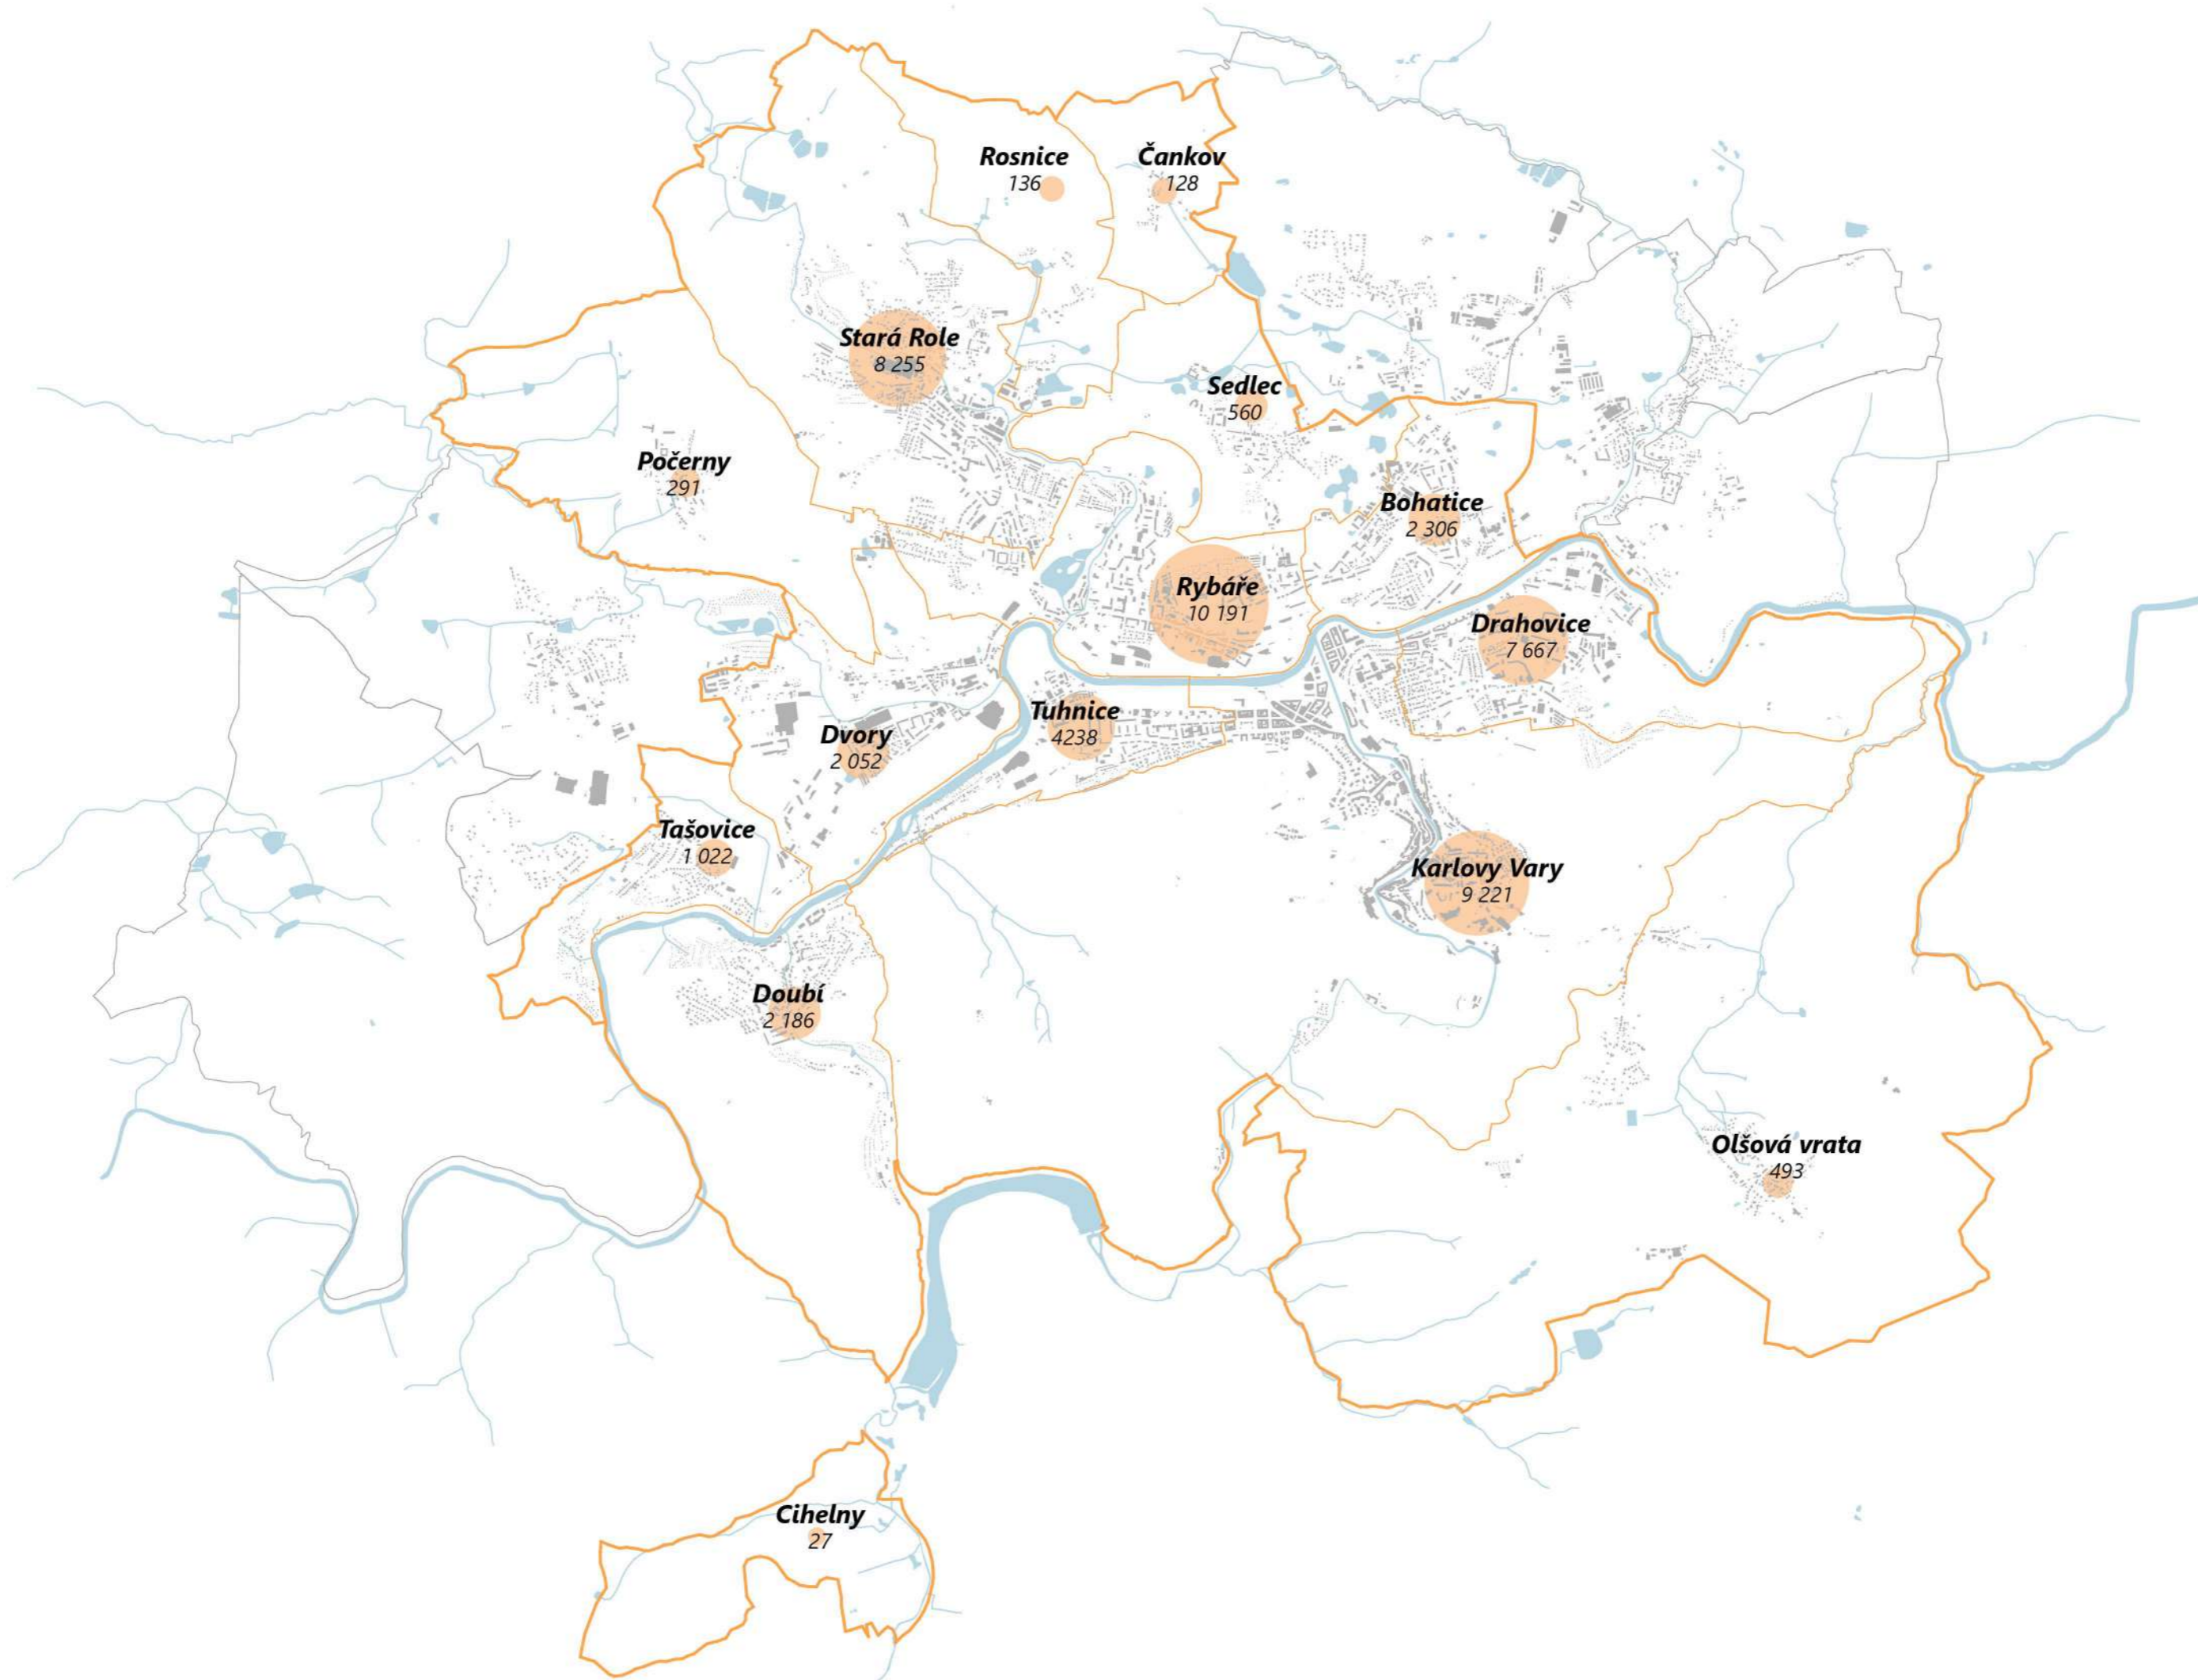 Rosnice
136
Čankov
128
Stará Role
8 255
Sedlec
560
Počerny
291
Bohatice
2 306
Rybáře
10 191
Drahovice
7 667
Tuhnice
4238
Dvory
2 052
Tašovice
1 022
Karlovy Vary
9 221
Doubí
2 186
Olšová vrata
493
Cihelny
27